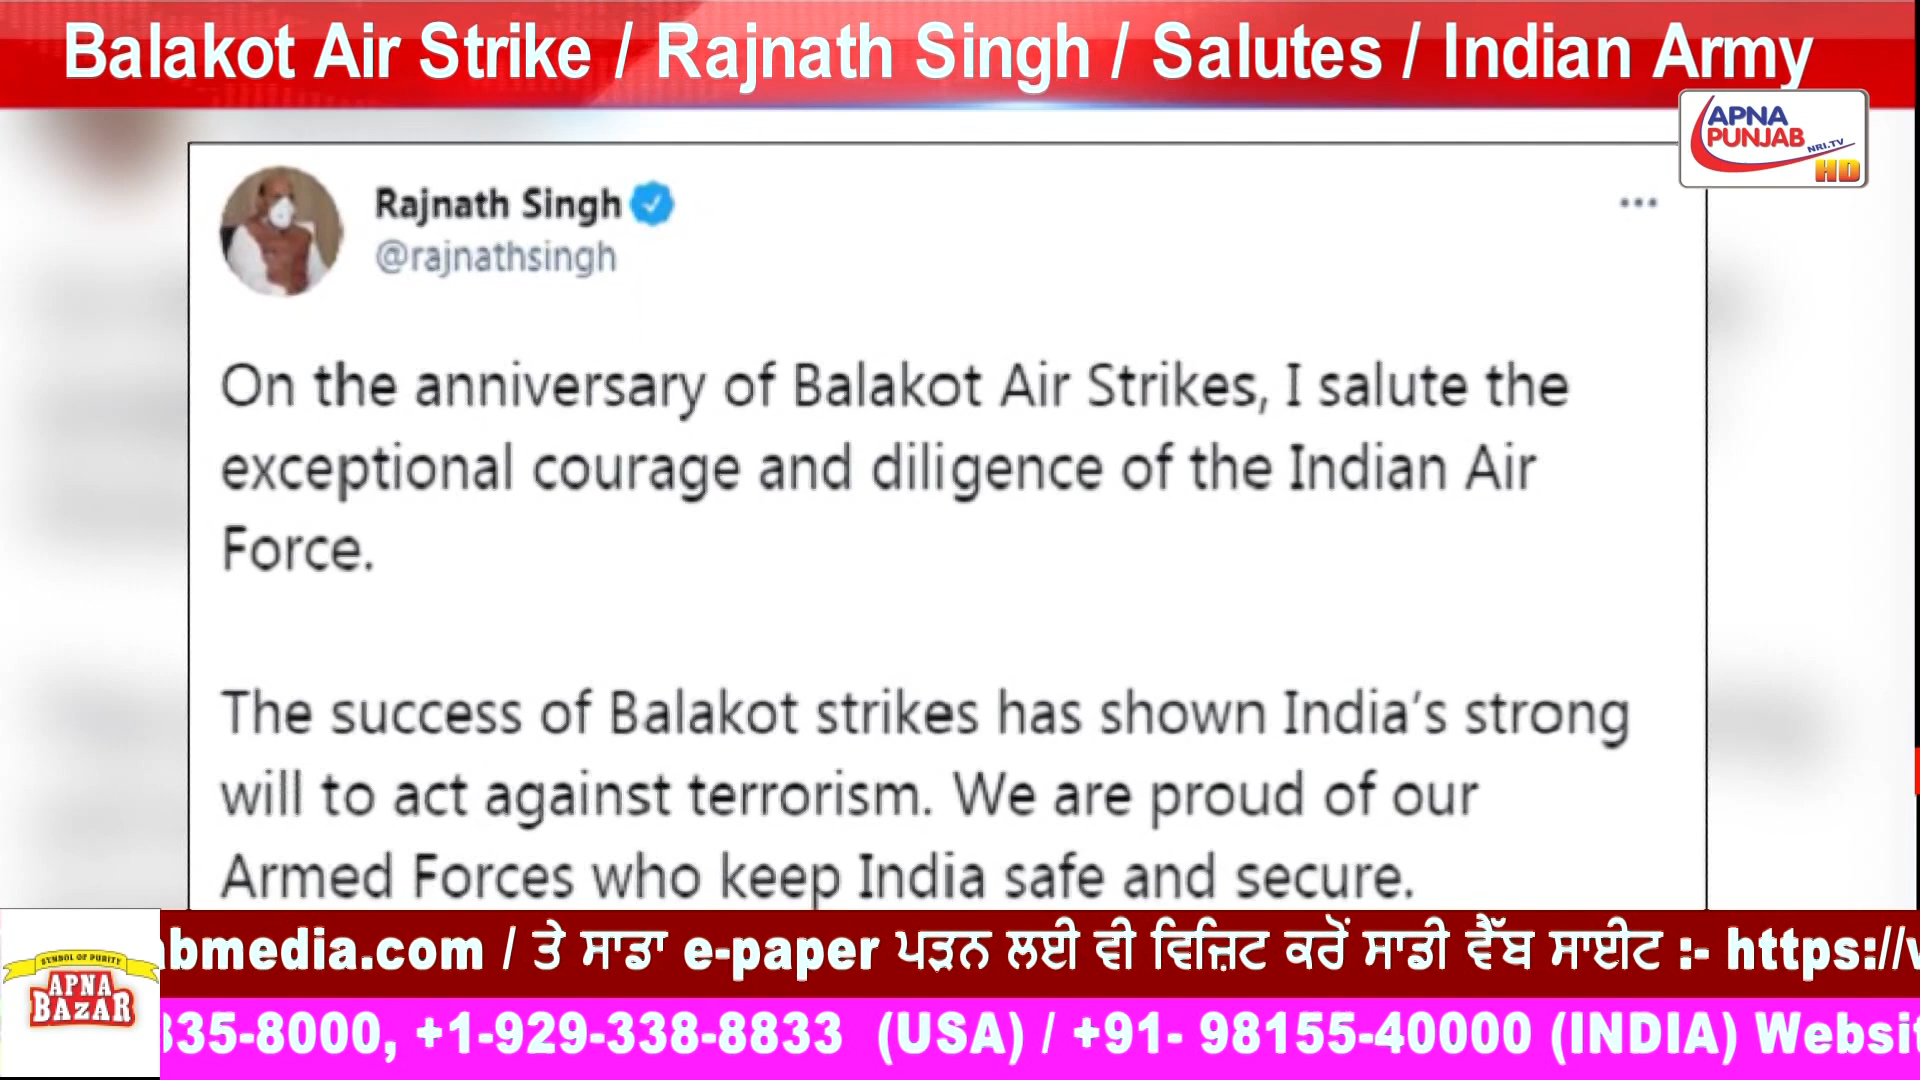 Balakot Air Strike / Rajnath Singh / Salutes / Indian Army
APNA
PUNJAB
NRI.TV
HD
Rajnath Singh
@rajnathsingh
On the anniversary of Balakot Air Strikes, I salute the
exceptional courage and diligence of the Indian Air
Force.
The success of Balakot strikes has shown India's strong
will to act against terrorism. We are proud of our
Armed Forces who keep India safe and secure.
SYMBOL OF PURITY
APNA
BAZAR
abmedia.com / ਤੇ ਸਾਡਾ e-paper ਪੜਨ ਲਈ ਵੀ ਵਿਜ਼ਿਟ ਕਰੋਂ ਸਾਡੀ ਵੈੱਬ ਸਾਈਟ :- https://
335-8000, +1-929-338-8833 (USA) / +91- 98155-40000 (INDIA) Websi